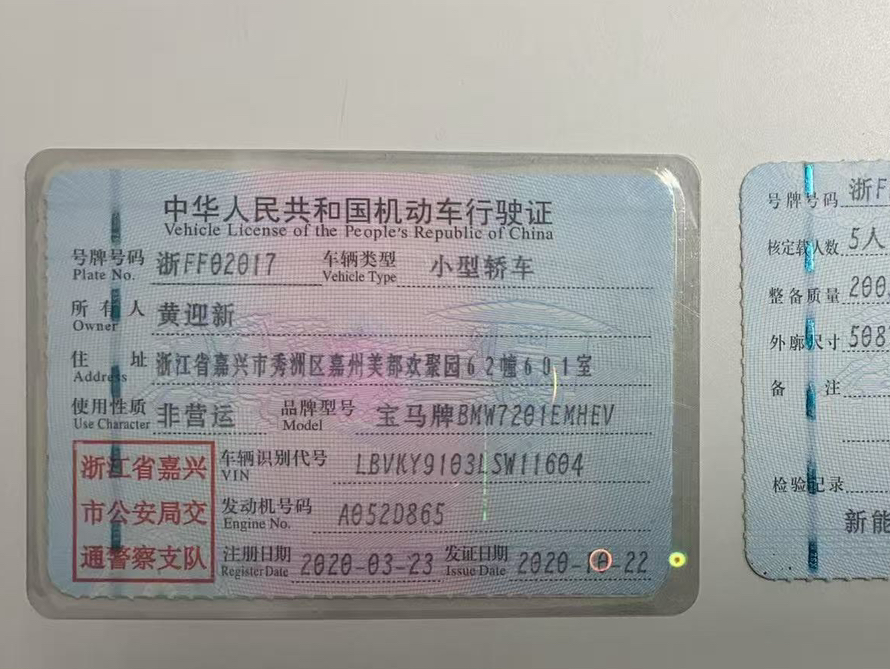 中华人民共和国机动车行驶证
Vehicle License of the People's Republic of China
号牌号码 浙FF02017 车辆类型 小型轿车
Plate No. Vehicle Type
所有人 黄迎新
Owner
住址 浙江省嘉兴市秀洲区嘉州美都欢聚园62幢601室
Address
使用性质 非营运 品牌型号 宝马牌BMW7201EMHEV
Use Character Model
浙江省嘉兴
市公安局交
通警察支队
车辆识别代号 LBVKY9103LSW11604
VIN
发动机号码 A052D865
Engine No.
注册日期 2020-03-23 发证日期 2020-10-22
Register Date Issue Date
号牌号码 浙F
核定载人数 5人
整备质量 200
外廓尺寸 508
备注
检验记录
新能